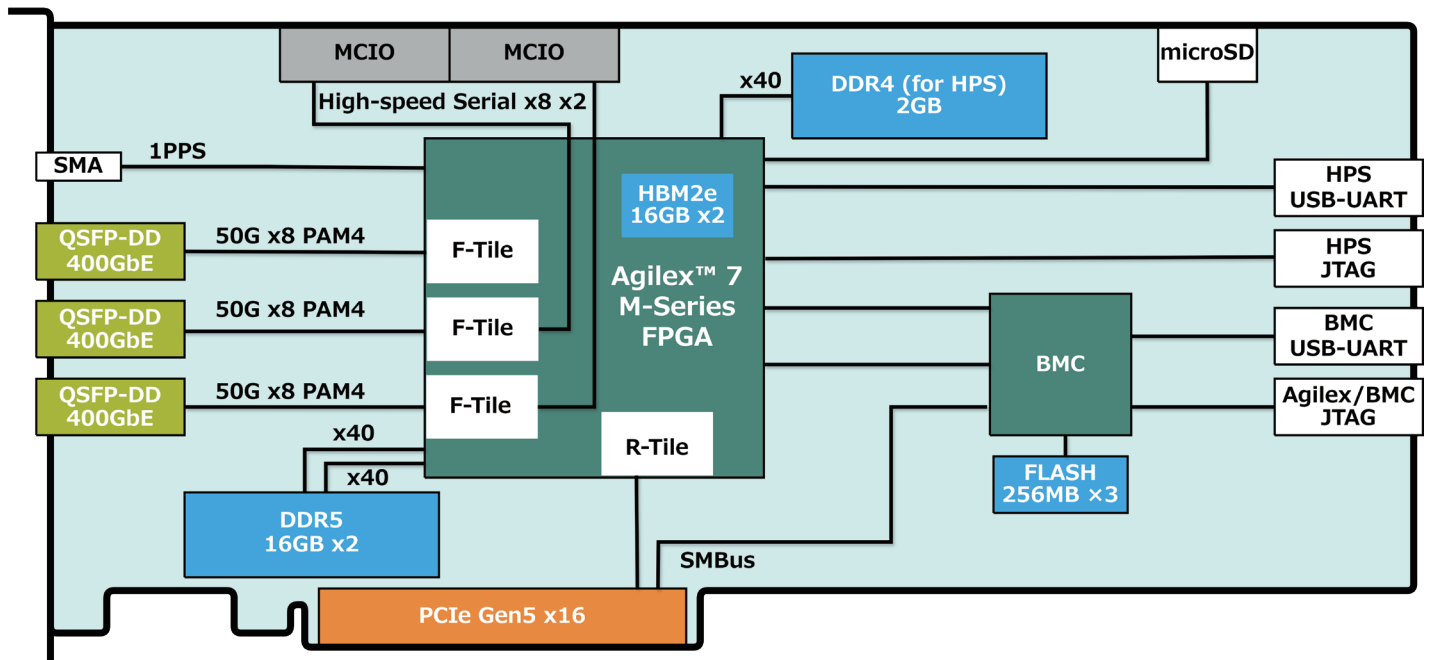 MCIO
MCIO
microSD
High-speed Serial x8 x2
x40
DDR4 (for HPS)
2GB
SMA
1PPS
HPS
USB-UART
HBM2e
16GB x2
QSFP-DD
400GbE
50G x8 PAM4
F-Tile
HPS
JTAG
Agilex™ 7
M-Series
FPGA
QSFP-DD
400GbE
50G x8 PAM4
F-Tile
BMC
BMC
USB-UART
QSFP-DD
400GbE
50G x8 PAM4
F-Tile
Agilex/BMC
JTAG
R-Tile
x40
x40
FLASH
256MB ×3
DDR5
16GB x2
SMBus
PCIe Gen5 x16